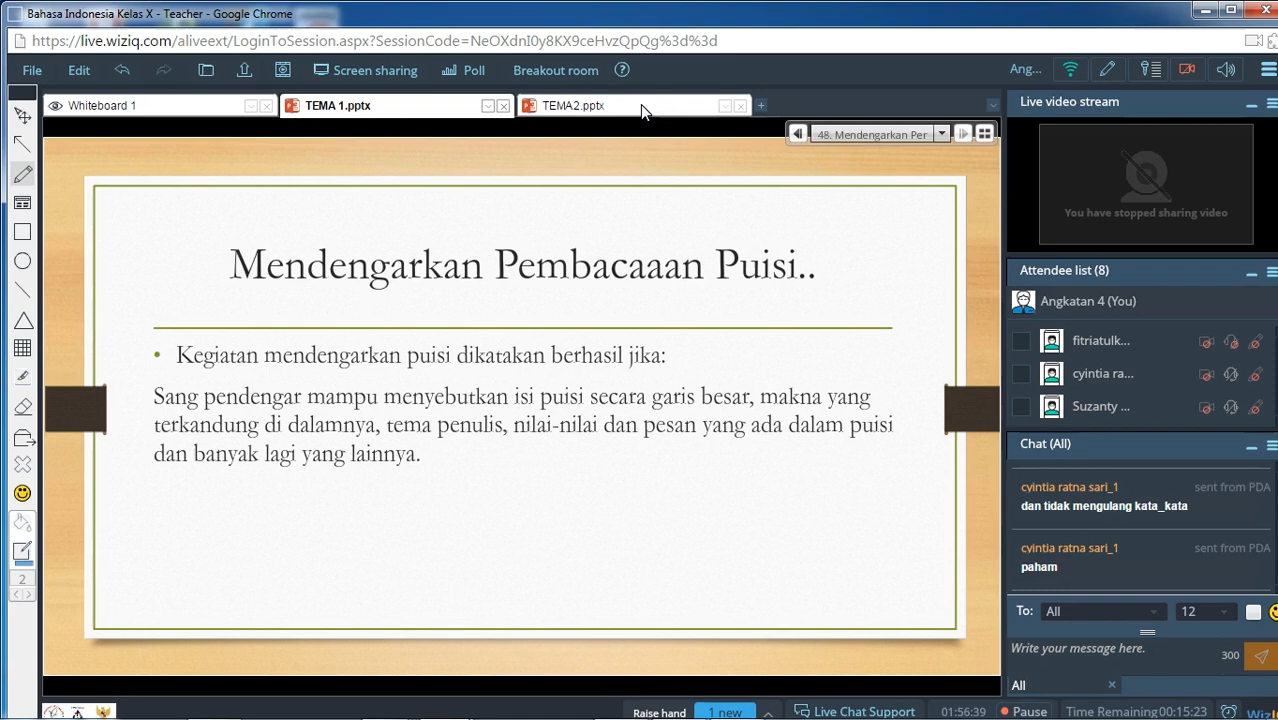 Bahasa Indonesia Kelas X - Teacher - Google Chrome
https://live.wiziq.com/aliveext/LoginToSession.aspx?SessionCode=NeOXdnI0y8KX9ceHvzQpQg%3d%3d
File Edit Screen sharing Poll Breakout room Ang...
Whiteboard 1 TEMA 1.pptx TEMA2.pptx
48. Mendengarkan Per
Mendengarkan Pembacaaan Puisi..
• Kegiatan mendengarkan puisi dikatakan berhasil jika:
Sang pendengar mampu menyebutkan isi puisi secara garis besar, makna yang
terkandung di dalamnya, tema penulis, nilai-nilai dan pesan yang ada dalam puisi
dan banyak lagi yang lainnya.
2
Live video stream
You have stopped sharing video
Attendee list (8)
Angkatan 4 (You)
fitriatulk...
cyintia ra...
Suzanty ...
Chat (All)
cyintia ratna sari_1 sent from PDA
dan tidak mengulang kata_kata
cyintia ratna sari_1 sent from PDA
paham
To: All 12
Write your message here. 300
All
Raise hand 1 new Live Chat Support 01:56:39 Pause Time Remaining00:15:23